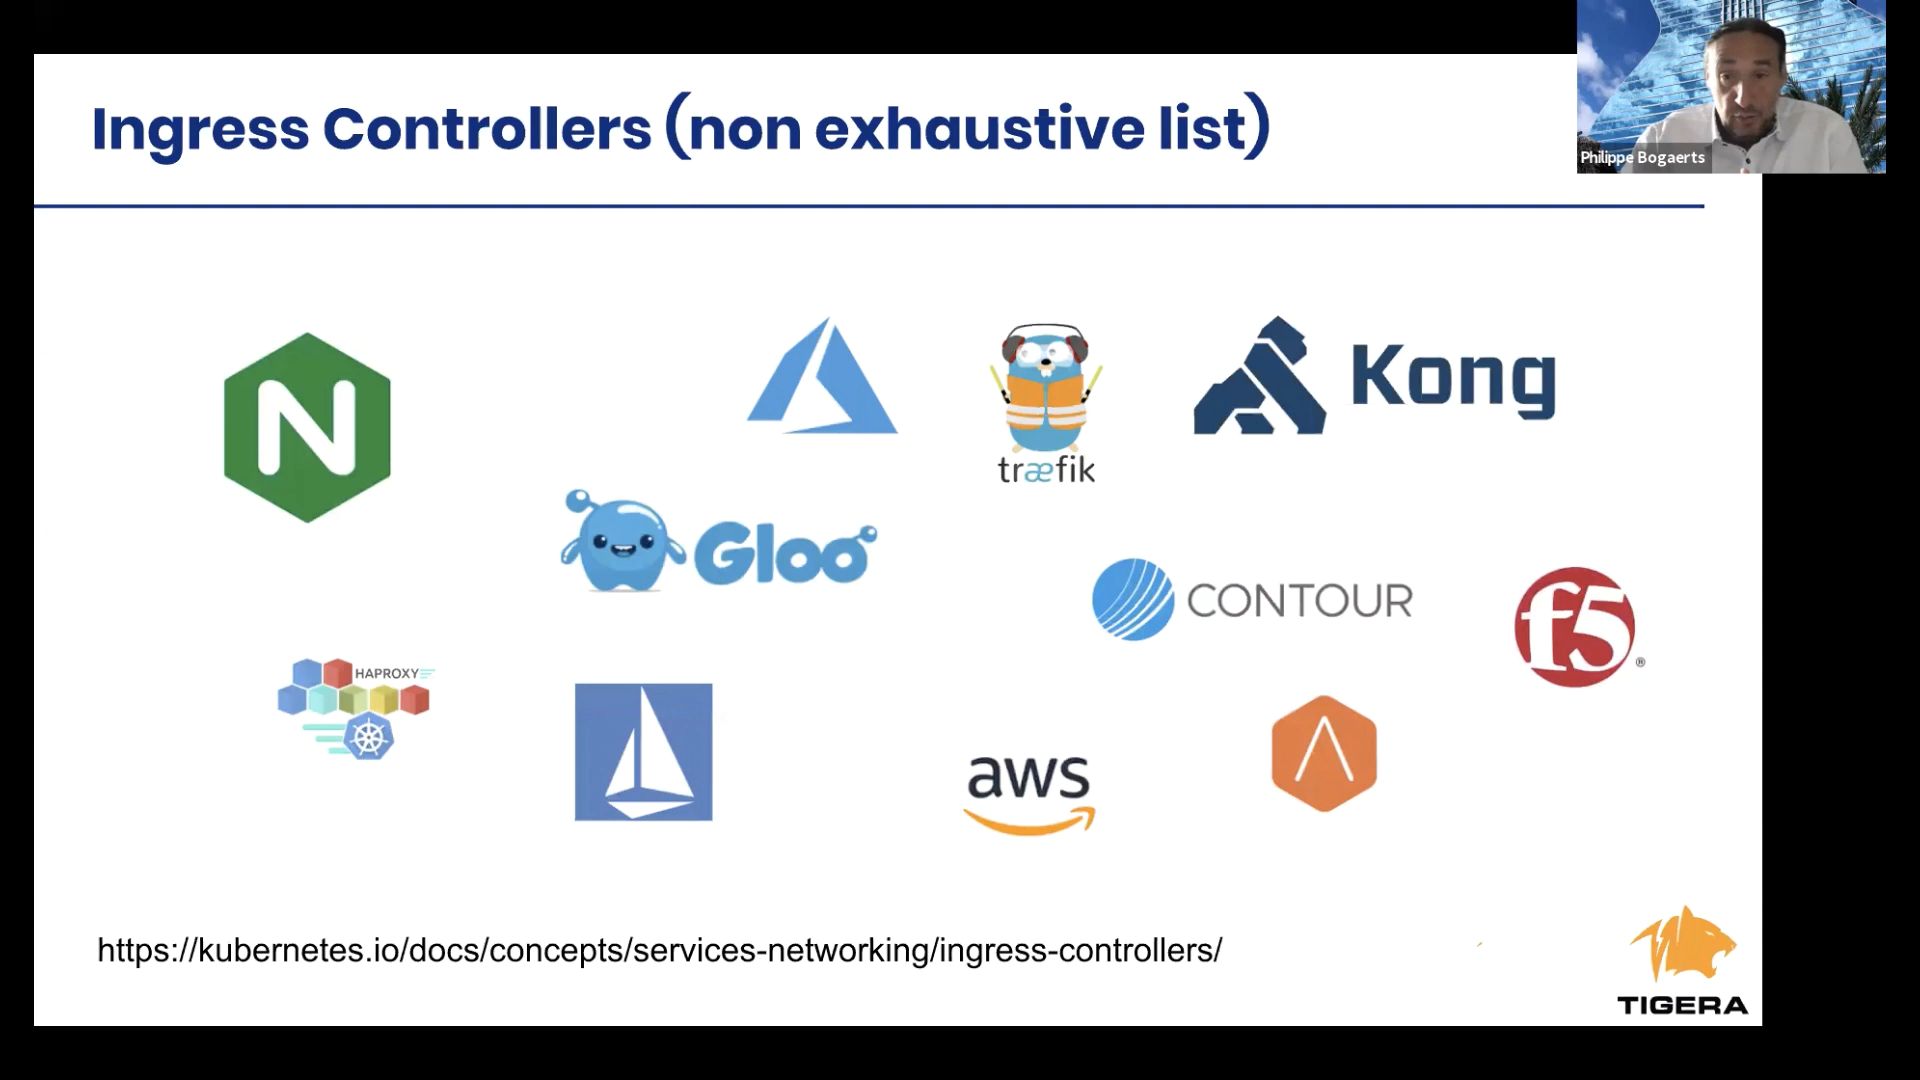 Ingress Controllers (non exhaustive list)
Philippe Bogaerts
N
træfik
Kong
Gloo
CONTOUR
f5®
HAPROXY
aws
https://kubernetes.io/docs/concepts/services-networking/ingress-controllers/
TIGERA